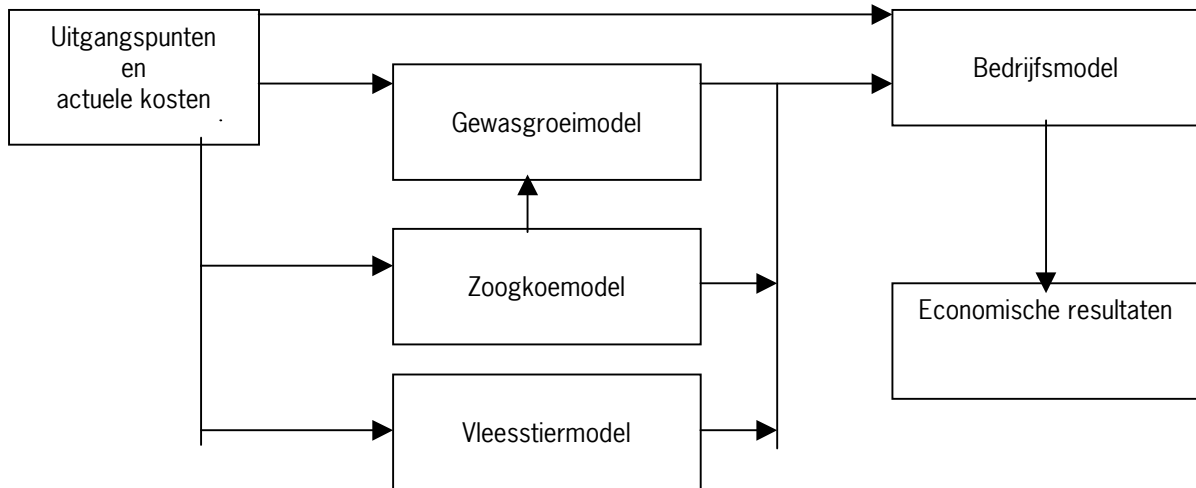 Uitgangspunten
en
actuele kosten
.
Gewasgroeimodel
Zoogkoemodel
Vleesstiermodel
Bedrijfsmodel
Economische resultaten